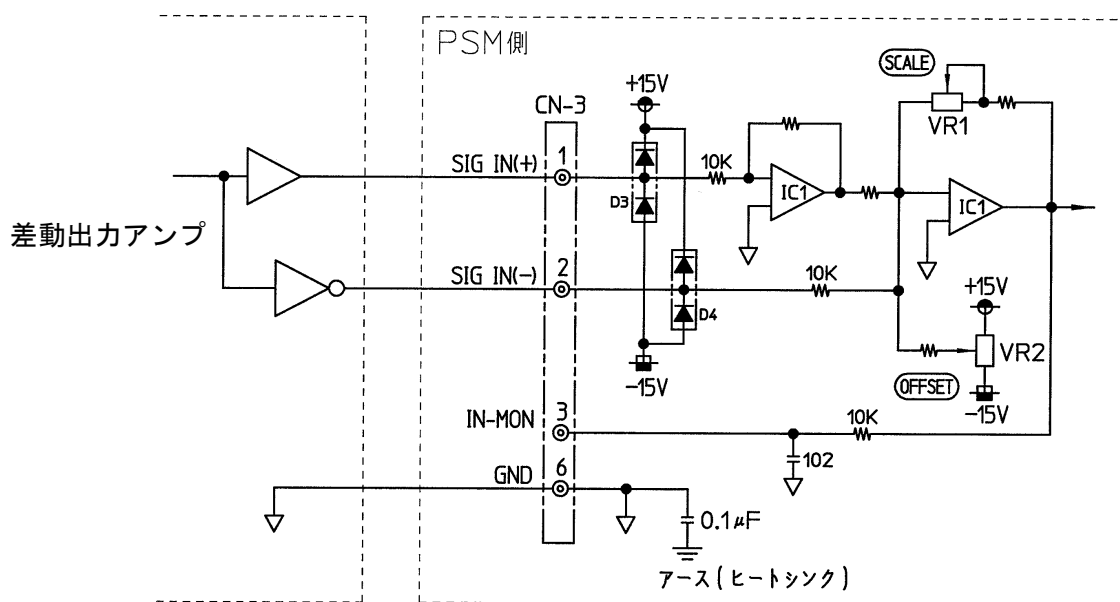 PSM側
SCALE
+15V
CN-3
VR1
SIG IN(+)
1
10K
IC1
D3
IC1
差動出力アンプ
SIG IN(−)
2
10K
+15V
D4
VR2
−15V
OFFSET
−15V
IN-MON
3
10K
102
GND
6
0.1μF
アース(ヒートシンク)